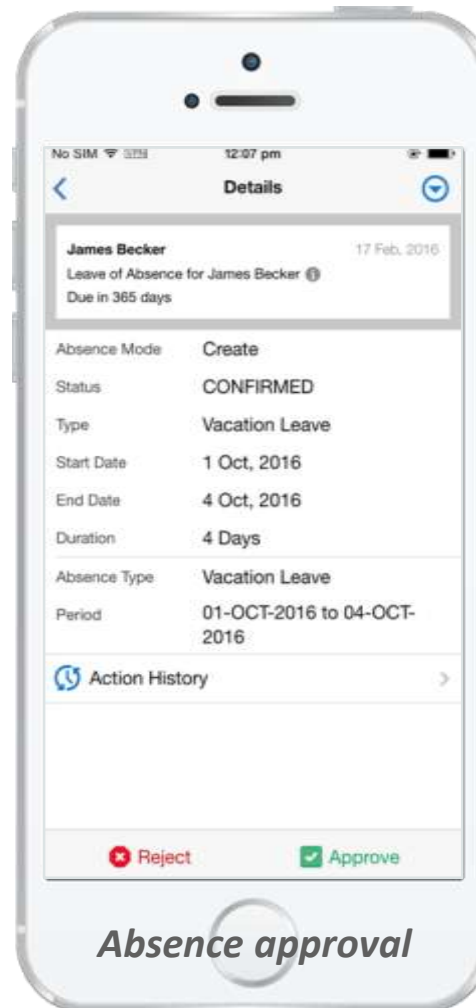 No SIM 12:07 pm
Details
James Becker 17 Feb, 2016
Leave of Absence for James Becker
Due in 365 days
Absence Mode Create
Status CONFIRMED
Type Vacation Leave
Start Date 1 Oct, 2016
End Date 4 Oct, 2016
Duration 4 Days
Absence Type Vacation Leave
Period 01-OCT-2016 to 04-OCT-
2016
Action History
Reject Approve
Absence approval